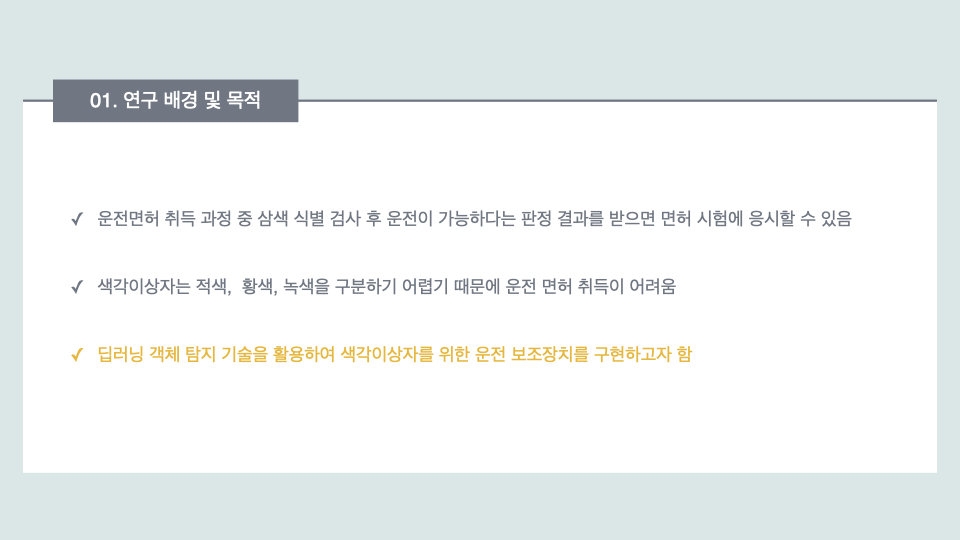 01. 연구 배경 및 목적
✓ 운전면허 취득 과정 중 삼색 식별 검사 후 운전이 가능하다는 판정 결과를 받으면 면허 시험에 응시할 수 있음
✓ 색각이상자는 적색,  황색, 녹색을 구분하기 어렵기 때문에 운전 면허 취득이 어려움
✓ 딥러닝 객체 탐지 기술을 활용하여 색각이상자를 위한 운전 보조장치를 구현하고자 함